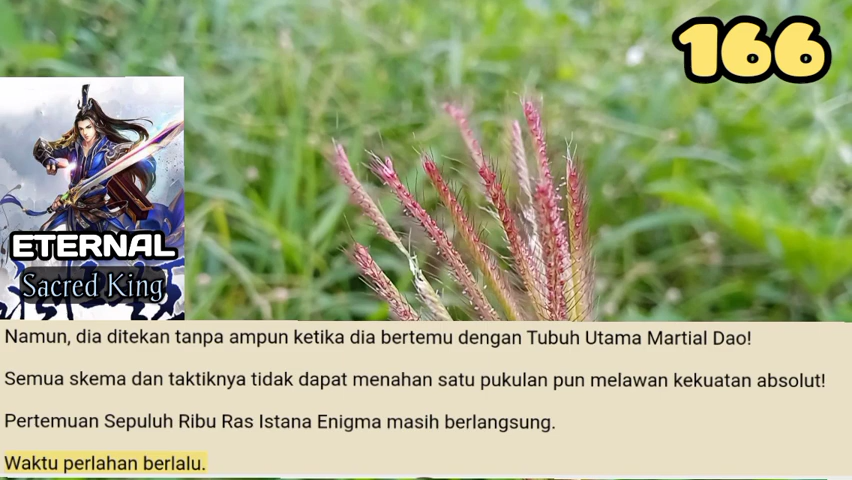 166
ETERNAL
Sacred King
Namun, dia ditekan tanpa ampun ketika dia bertemu dengan Tubuh Utama Martial Dao!
Semua skema dan taktiknya tidak dapat menahan satu pukulan pun melawan kekuatan absolut!
Pertemuan Sepuluh Ribu Ras Istana Enigma masih berlangsung.
Waktu perlahan berlalu.